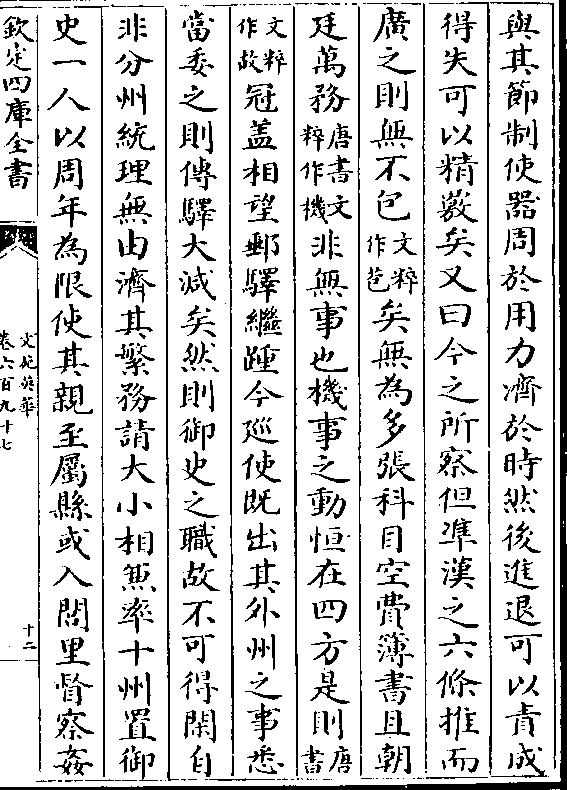 與其節制使器周於用力濟於時然後進退可以責成
得失可以精覈矣又曰今之所察但準漢之六條推而
廣之則無不包文粹作苞矣無為多張科目空費簿書且朝
廷萬務唐書文粹作機非無事也機事之動恒在四方是則唐書
文粹作故冠盖相望郵驛繼踵今巡使既出其外州之事悉
當委之則傳驛大減矣然則御史之職故不可得閑自
非分州統理無由濟其繁務請大小相兼率十州置御
史一人以周年為限使其親至屬縣或入閭里督察姦
欽定四庫全書
文苑英華
卷六百九十七
十二